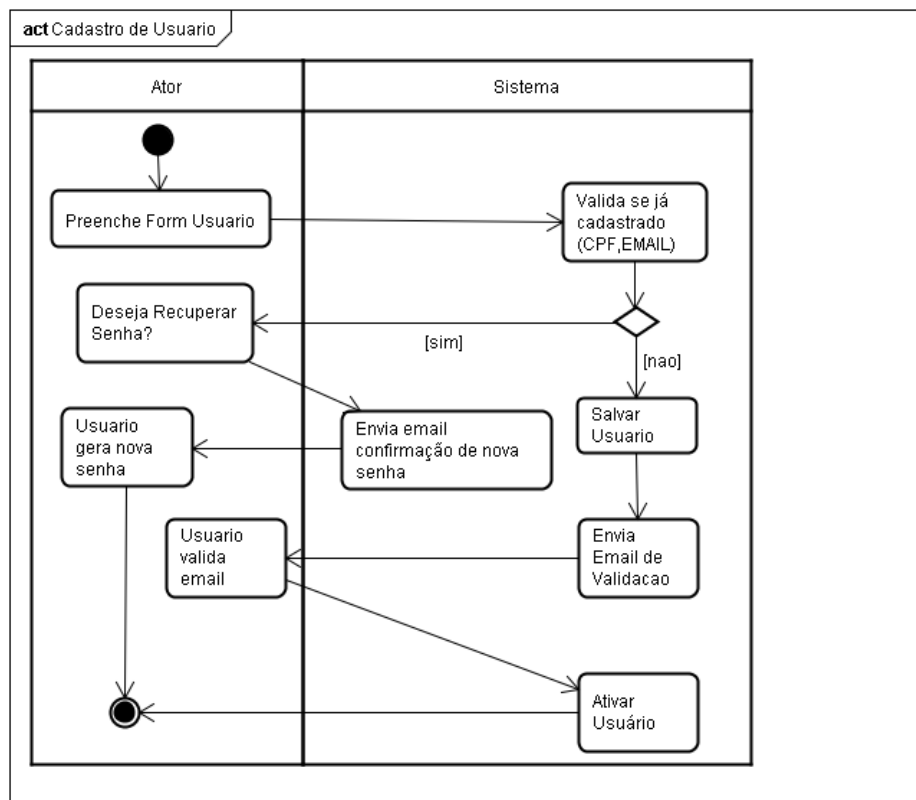 act Cadastro de Usuario
Ator
Sistema
Preenche Form Usuario
Valida se já
cadastrado
(CPF,EMAIL)
Deseja Recuperar
Senha?
[sim]
[nao]
Usuario
gera nova
senha
Envia email
confirmação de nova
senha
Salvar
Usuario
Usuario
valida
email
Envia
Email de
Validacao
Ativar
Usuário